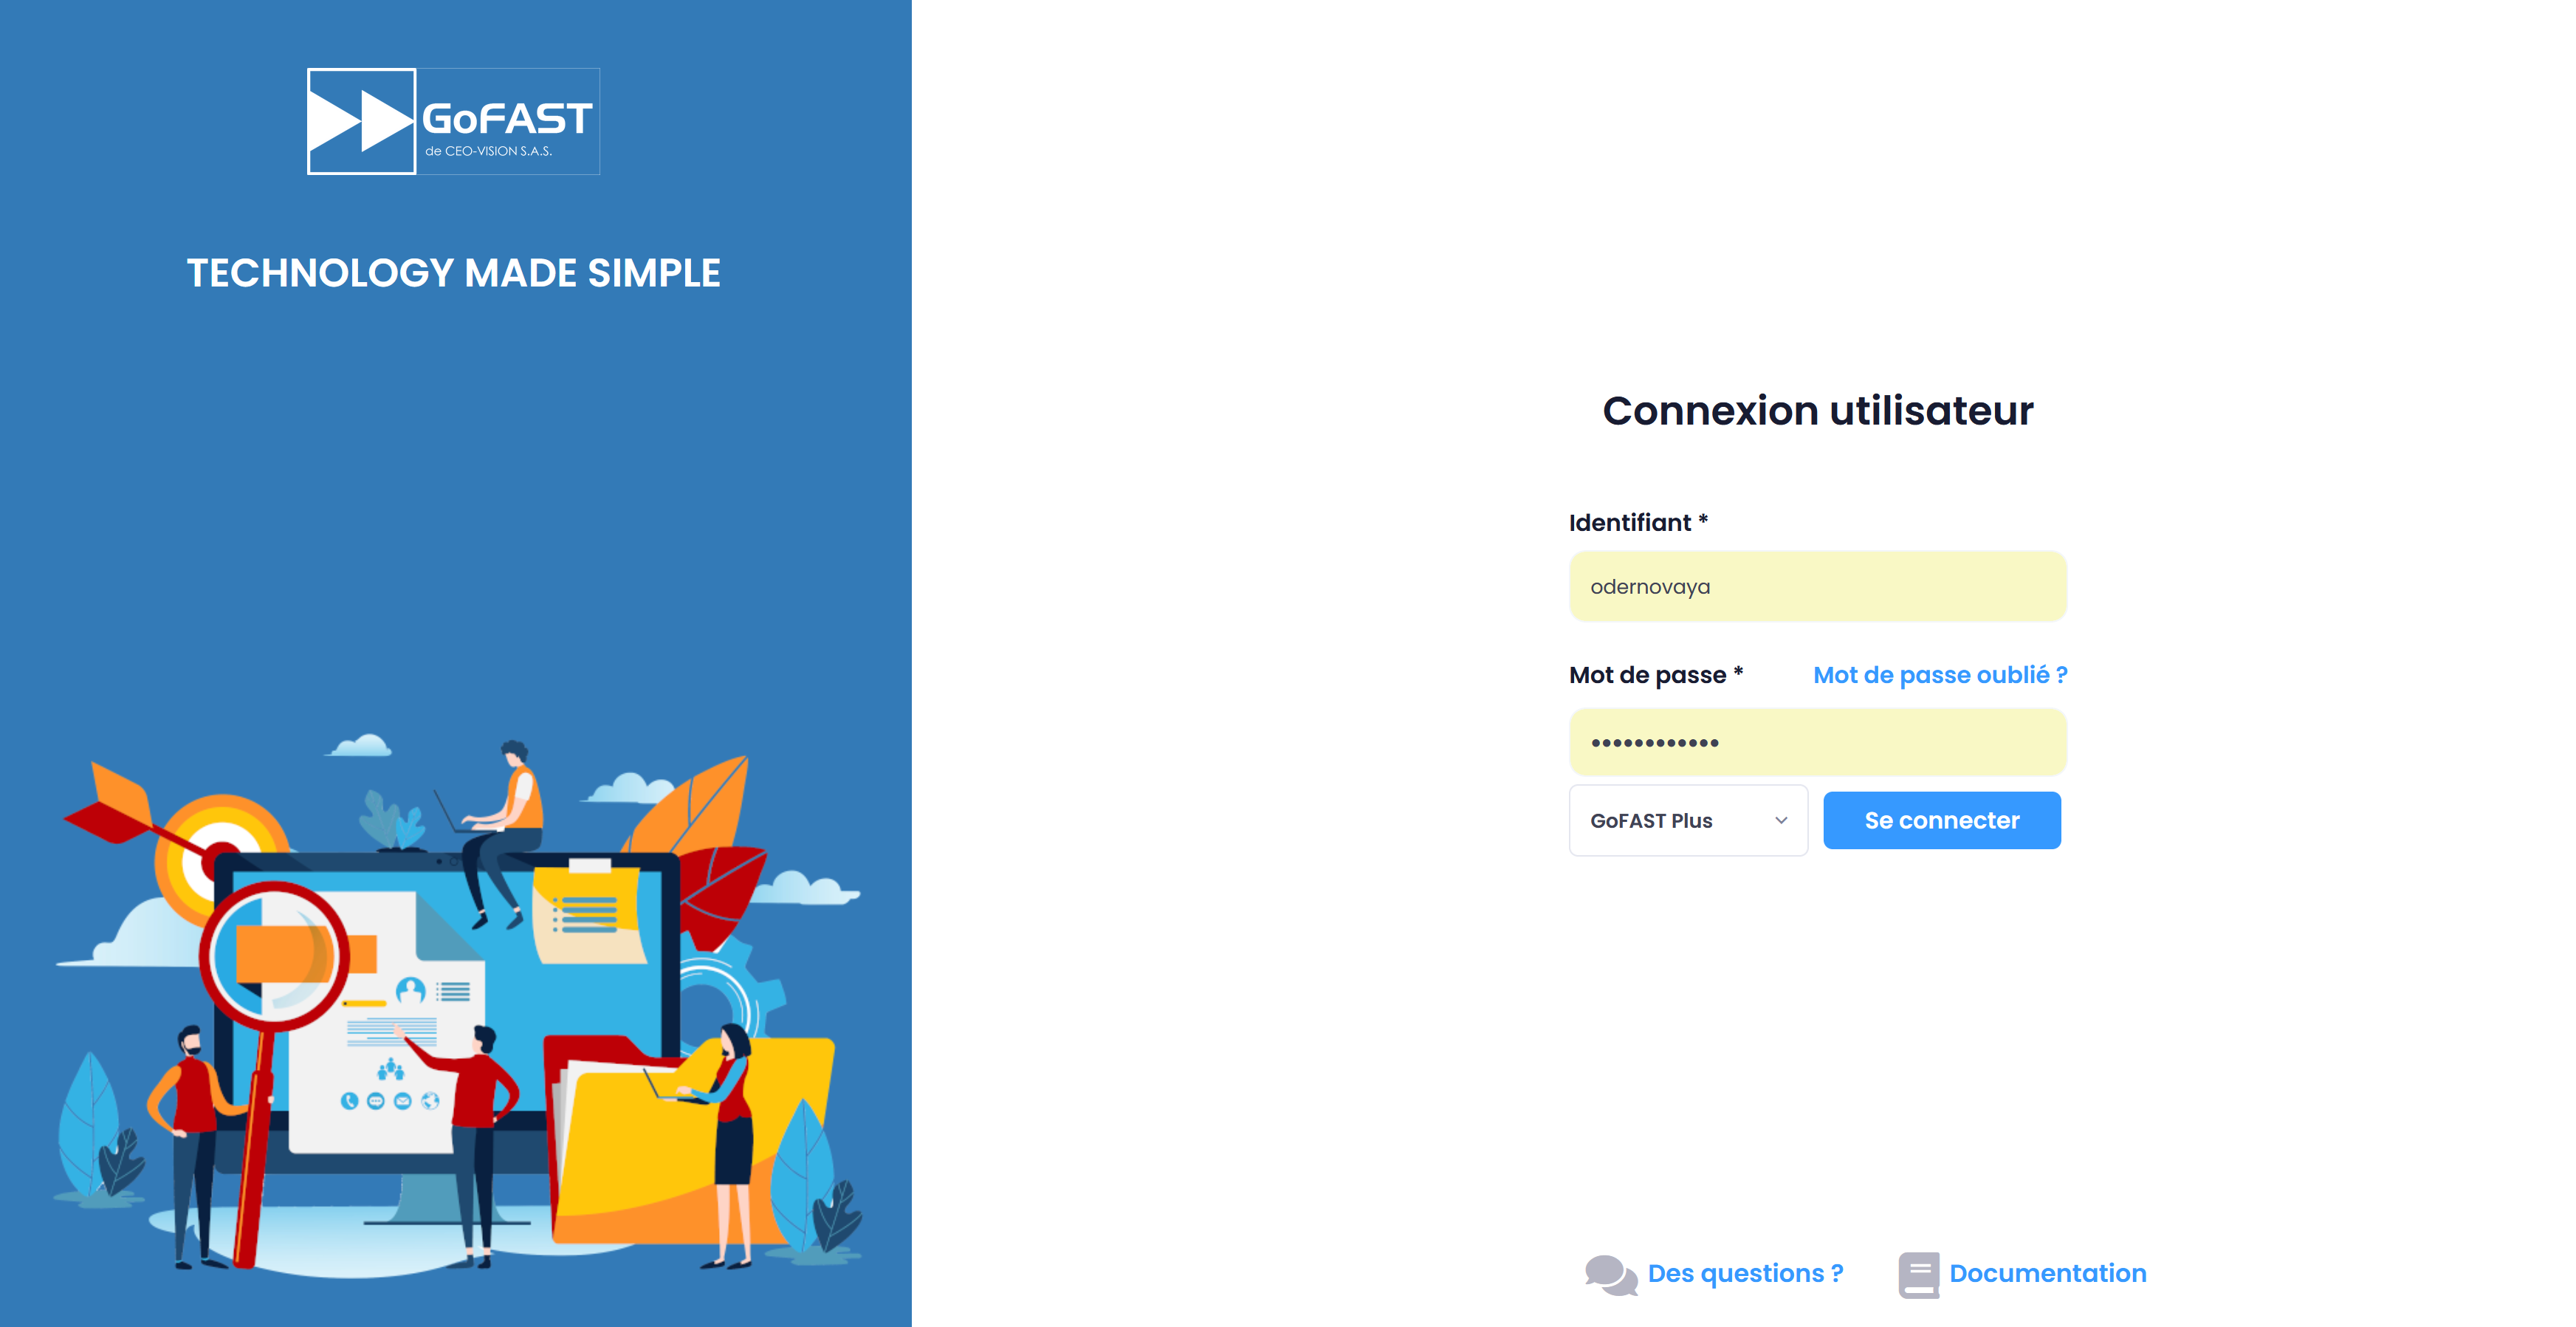 GoFAST
de CEO-VISION S.A.S.
TECHNOLOGY MADE SIMPLE
Connexion utilisateur
Identifiant *
odernovaya
Mot de passe *
Mot de passe oublié ?
••••••••••••
GoFAST Plus
Se connecter
Des questions ?
Documentation